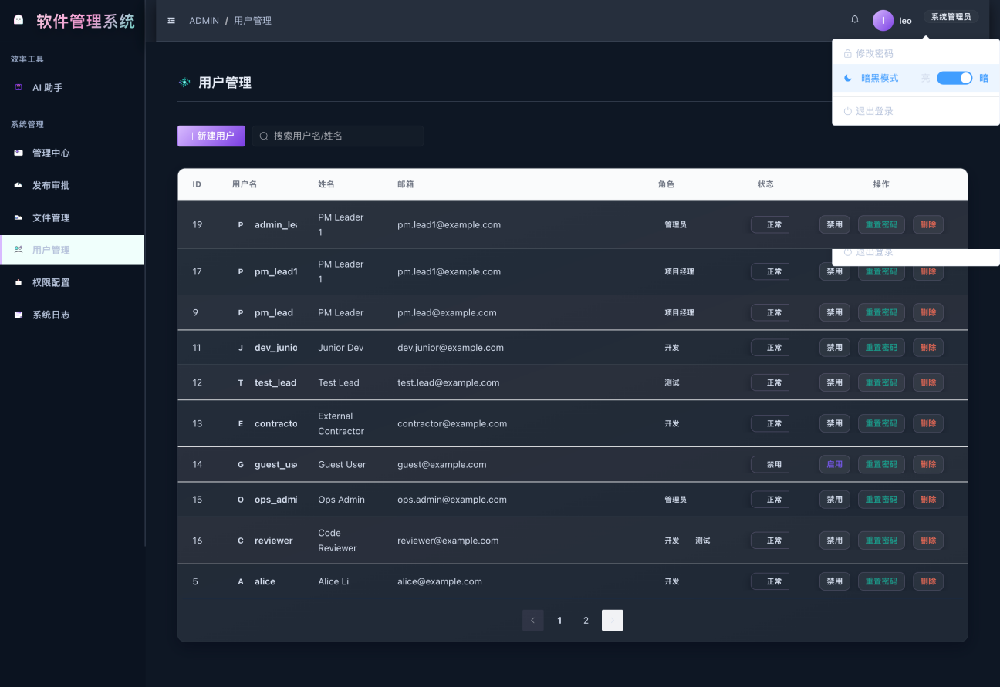 软件管理系统
ADMIN / 用户管理
l leo 系统管理员
修改密码
暗黑模式 亮 暗
退出登录
效率工具
AI 助手
系统管理
管理中心
发布审批
文件管理
用户管理
权限配置
系统日志
用户管理
+新建用户 搜索用户名/姓名
ID 用户名 姓名 邮箱 角色 状态 操作
19 P admin_lea PM Leader 1 pm.lead1@example.com 管理员 正常 禁用 重置密码 删除
退出登录
17 P pm_lead1 PM Leader 1 pm.lead1@example.com 项目经理 正常 禁用 重置密码 删除
9 P pm_lead PM Leader pm.lead@example.com 项目经理 正常 禁用 重置密码 删除
11 J dev_junio Junior Dev dev.junior@example.com 开发 正常 禁用 重置密码 删除
12 T test_lead Test Lead test.lead@example.com 测试 正常 禁用 重置密码 删除
13 E contracto External Contractor contractor@example.com 开发 正常 禁用 重置密码 删除
14 G guest_us Guest User guest@example.com 禁用 启用 重置密码 删除
15 O ops_admi Ops Admin ops.admin@example.com 管理员 正常 禁用 重置密码 删除
16 C reviewer Code Reviewer reviewer@example.com 开发 测试 正常 禁用 重置密码 删除
5 A alice Alice Li alice@example.com 开发 正常 禁用 重置密码 删除
1 2